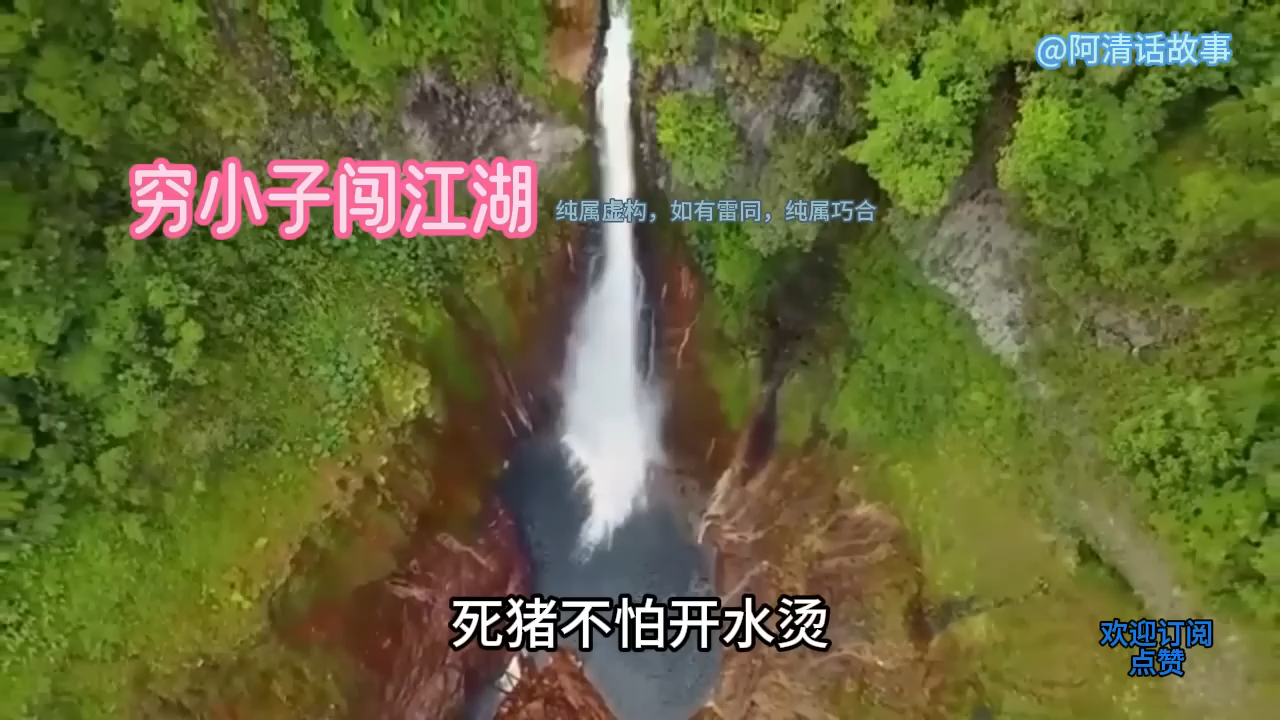 @阿清话故事
穷小子闯江湖
纯属虚构，如有雷同，纯属巧合
死猪不怕开水烫
欢迎订阅
点赞